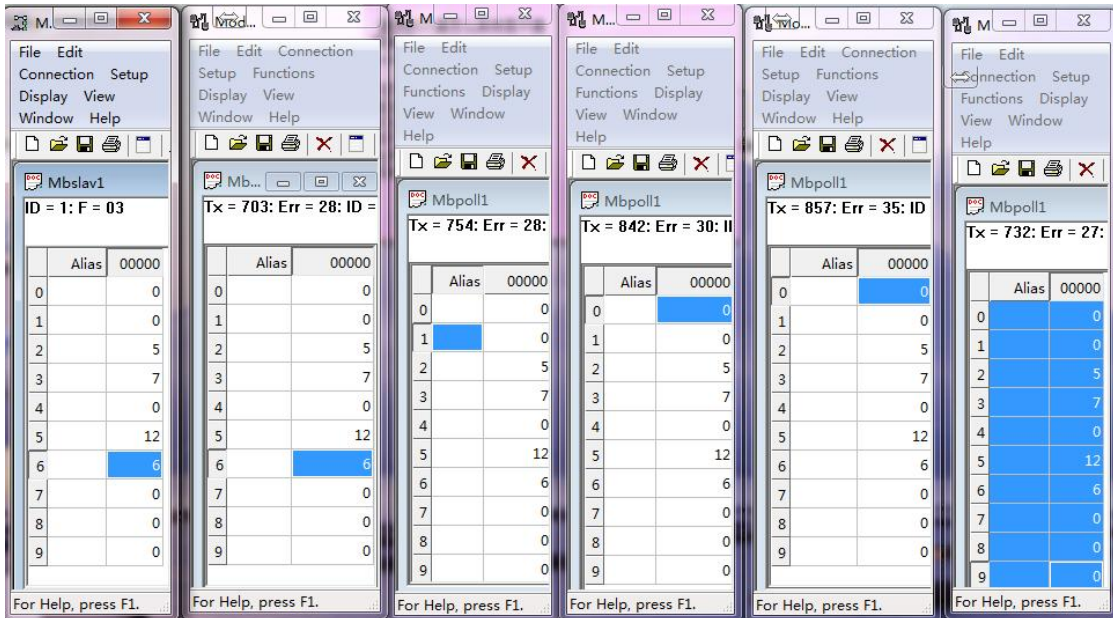 M..
File Edit
Connection Setup
Display View
Window Help
Mbslav1
ID = 1: F = 03
Alias 00000
0 0
1 0
2 5
3 7
4 0
5 12
6 6
7 0
8 0
9 0
For Help, press F1.
Mod...
File Edit Connection
Setup Functions
Display View
Window Help
Mb...
Tx = 703: Err = 28: ID =
Alias 00000
0 0
1 0
2 5
3 7
4 0
5 12
6 6
7 0
8 0
9 0
For Help, press F1.
M
File Edit
Connection Setup
Functions Display
View Window
Help
Mbpoll1
Tx = 754: Err = 28:
Alias 00000
0 0
1 0
2 5
3 7
4 0
5 12
6 6
7 0
8 0
9 0
For Help, press F1.
M...
File Edit
Connection Setup
Functions Display
View Window
Help
Mbpoll1
Tx = 842: Err = 30:
Alias 00000
0 0
1 0
2 5
3 7
4 0
5 12
6 6
7 0
8 0
9 0
For Help, press F1.
Mo...
File Edit Connection
Setup Functions
Display View
Window Help
Mbpoll1
Tx = 857: Err = 35: ID
Alias 00000
0 0
1 0
2 5
3 7
4 0
5 12
6 6
7 0
8 0
9 0
For Help, press F1.
M
File Edit
Connection Setup
Functions Display
View Window
Help
Mbpoll1
Tx = 732: Err = 27:
Alias 00000
0 0
1 0
2 5
3 7
4 0
5 12
6 6
7 0
8 0
9 0
For Help, press F1.